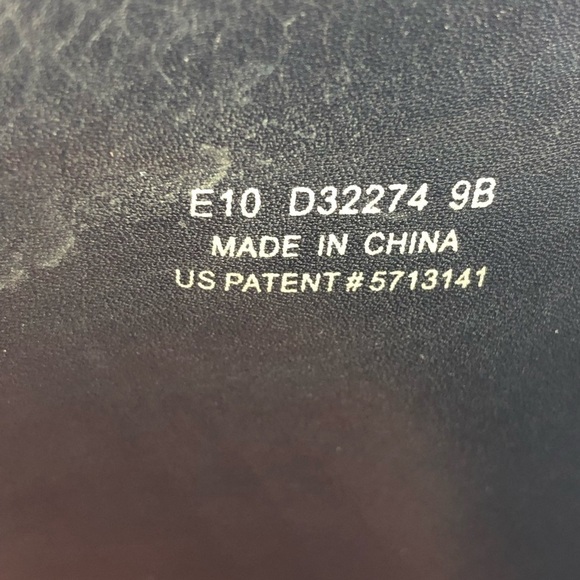 E10 D32274 9B
MADE IN CHINA
US PATENT # 5713141